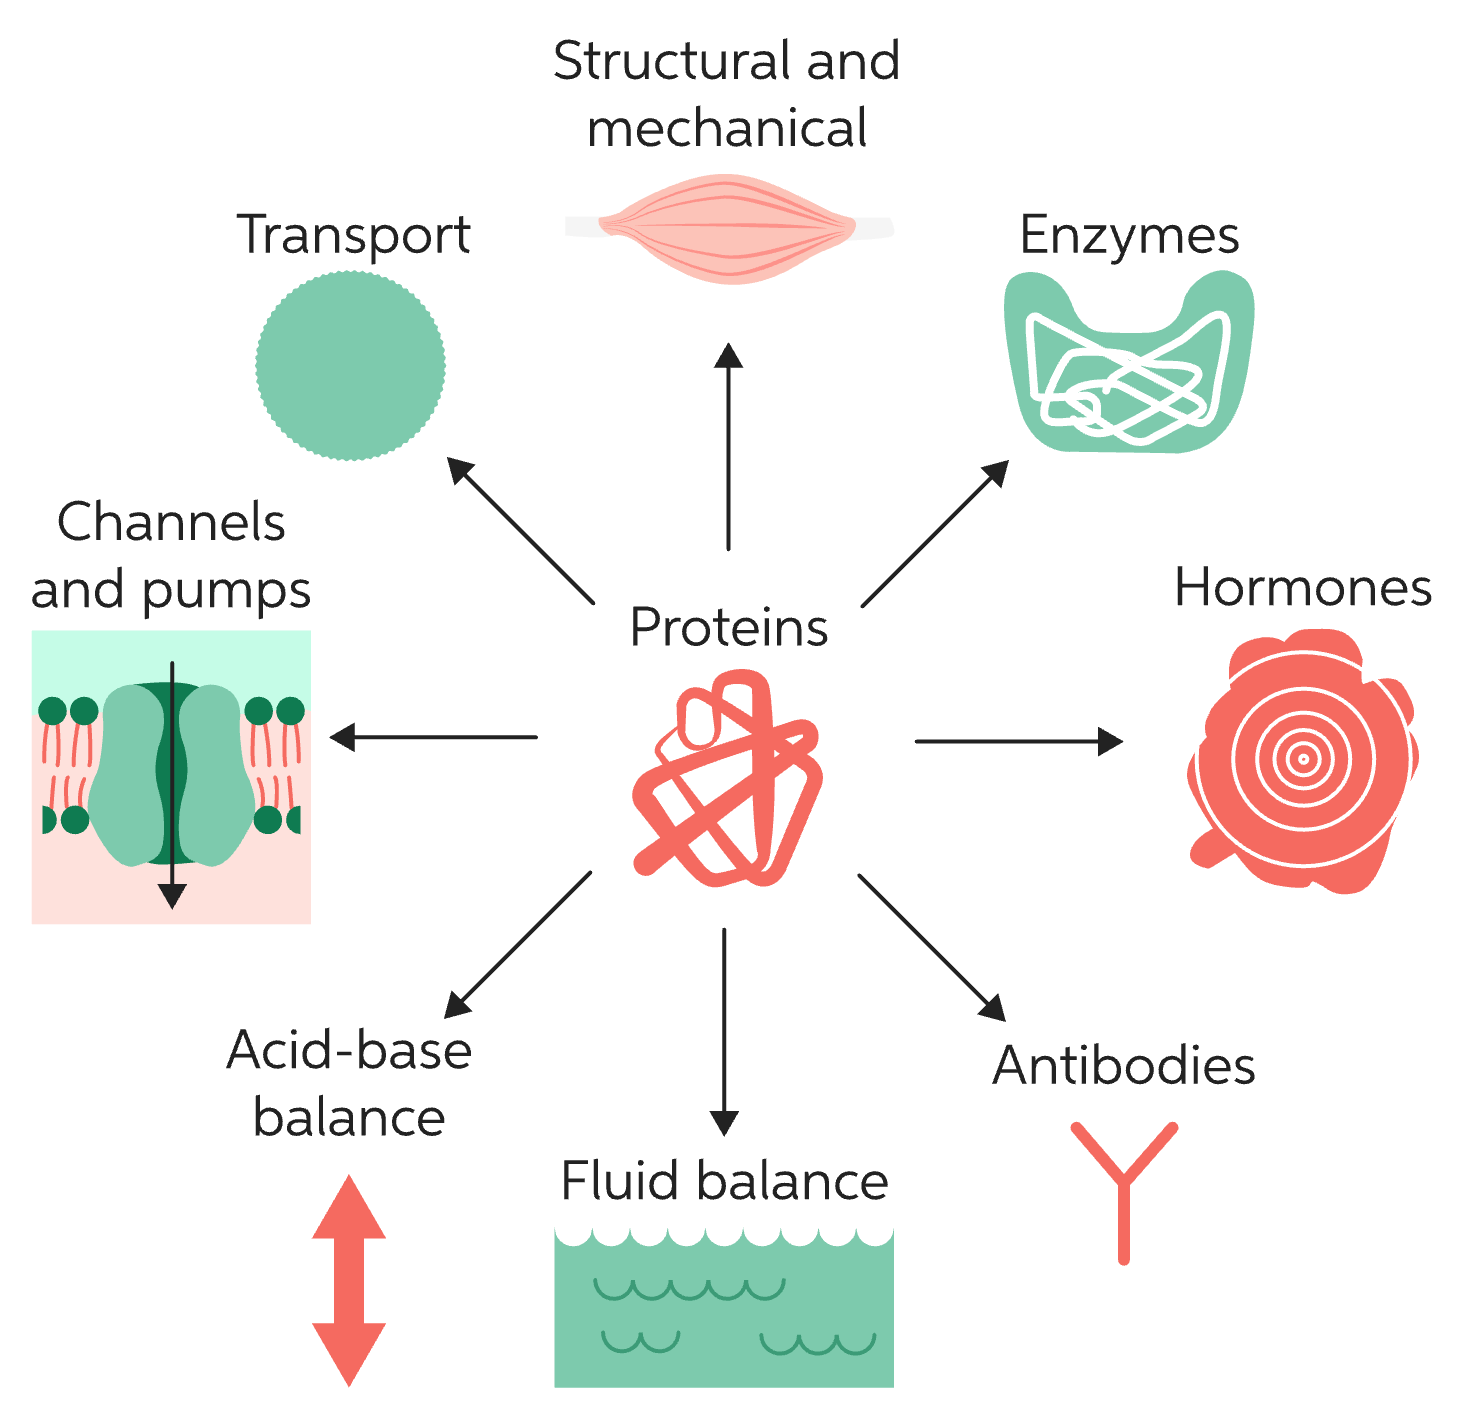 Structural and
mechanical
Transport
Enzymes
Channels
and pumps
Hormones
Proteins
Acid-base
balance
Antibodies
Fluid balance